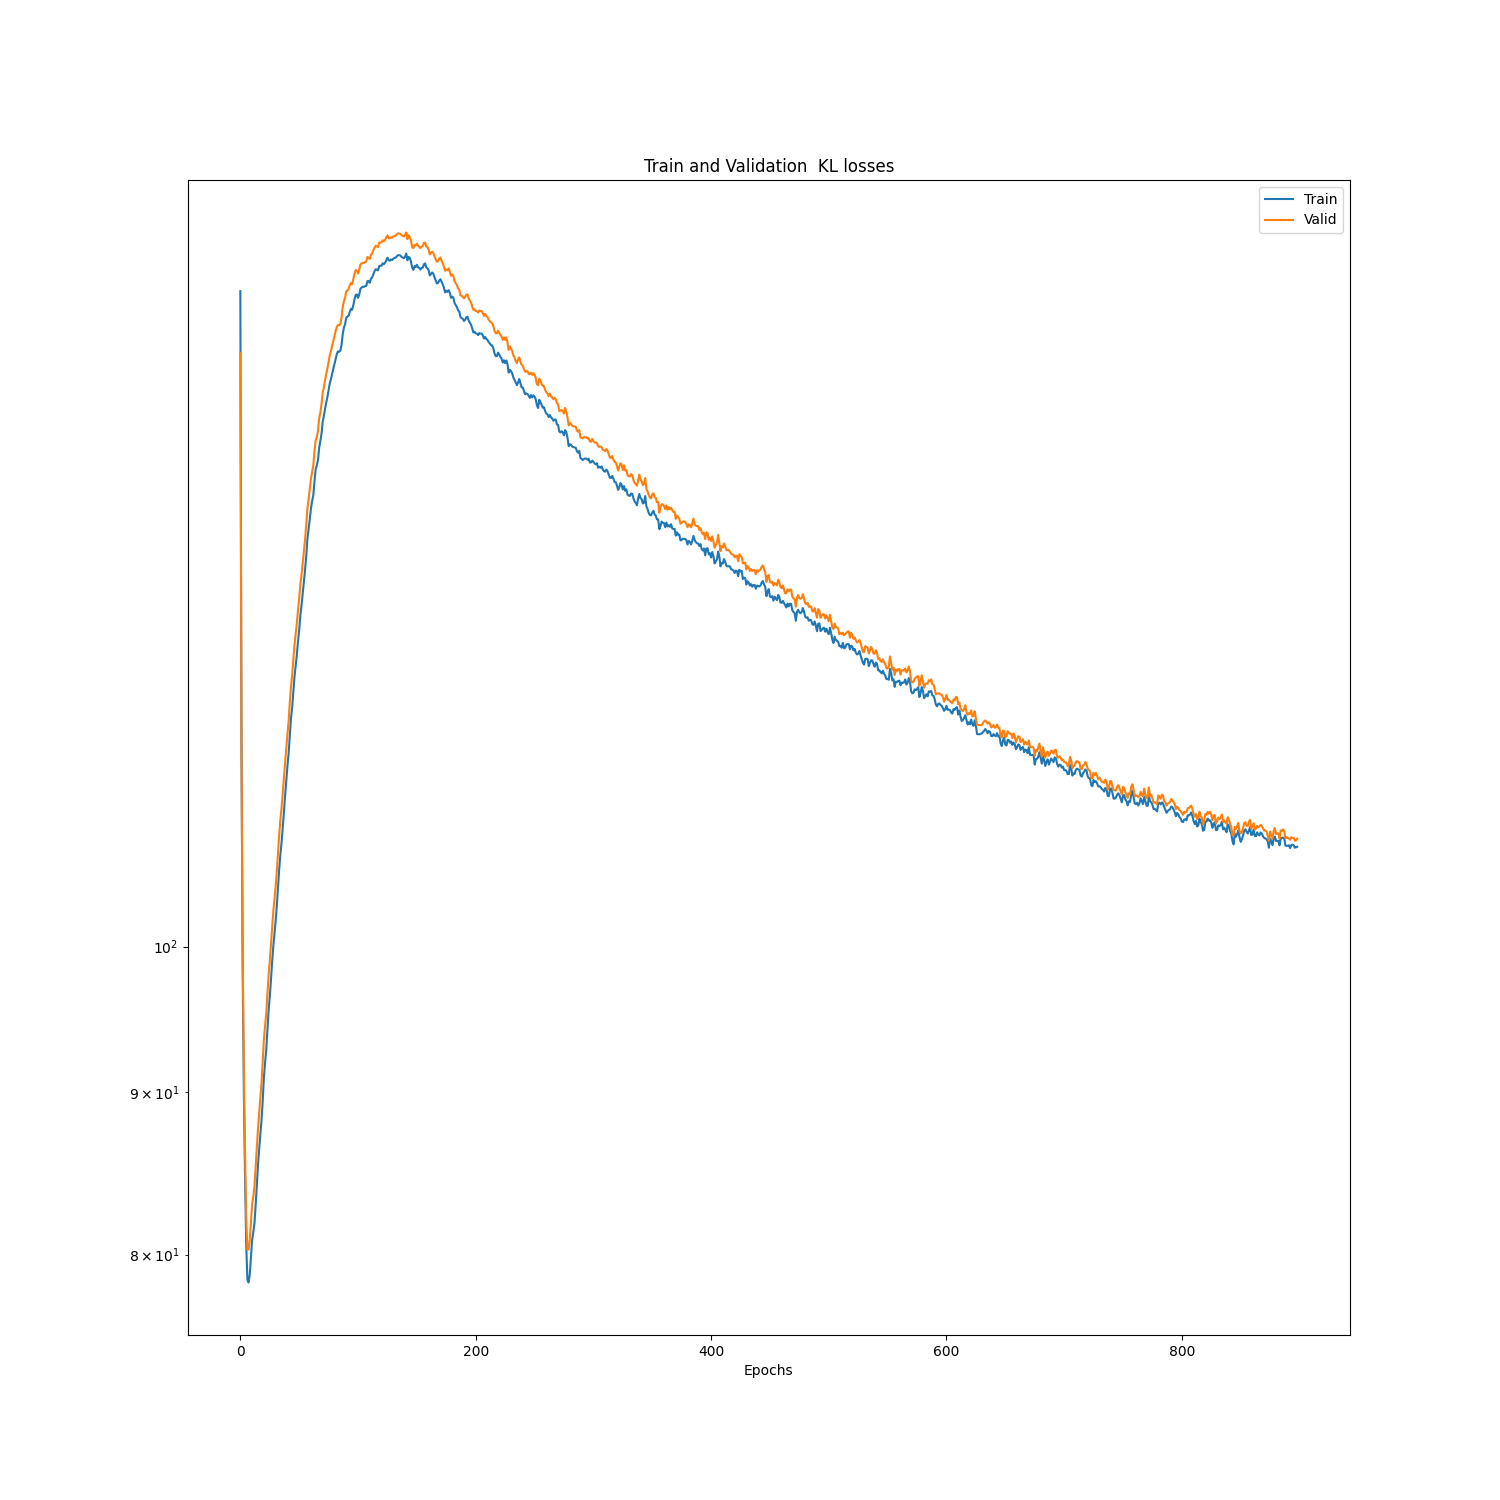 Train and Validation  KL losses
Train
Valid
10²
9 × 10¹
8 × 10¹
0 200 400 600 800
Epochs